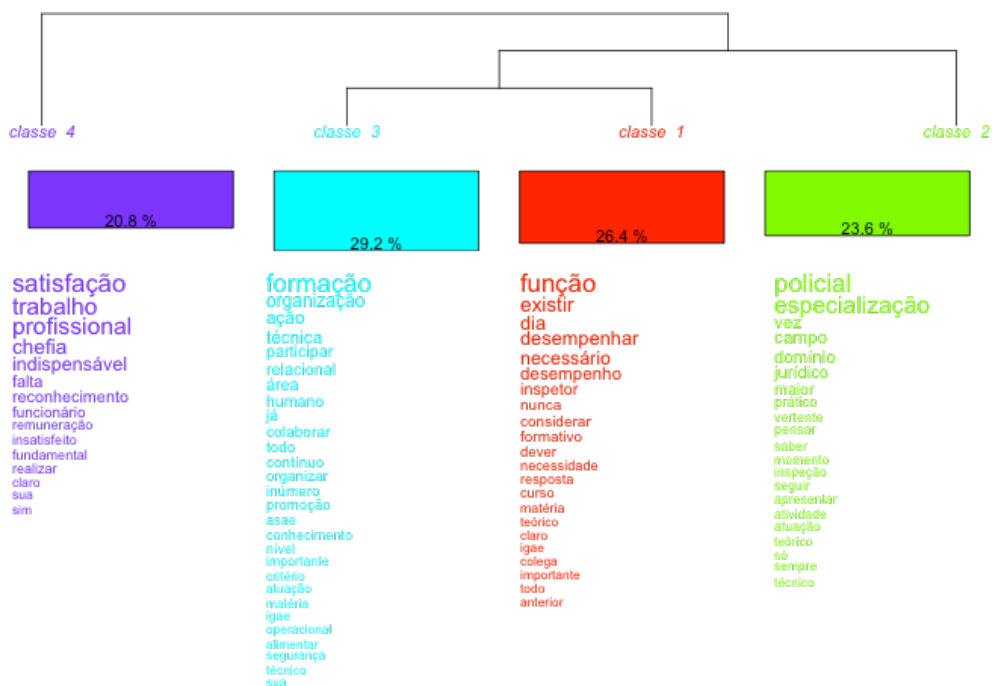 classe 4
classe 3
classe 1
classe 2
20.8 %
29.2 %
26.4 %
23.6 %
satisfação
trabalho
profissional
chefia
indispensável
falta
reconhecimento
funcionário
remuneração
insatisfeito
fundamental
realizar
claro
sua
sim
formação
organização
ação
técnica
participar
relacional
área
humano
já
colaborar
todo
contínuo
organizar
inúmero
promoção
asae
conhecimento
nível
importante
critério
atuação
matéria
igae
operacional
alimentar
segurança
técnico
sua
função
existir
dia
desempenhar
necessário
desempenho
inspetor
nunca
considerar
formativo
dever
necessidade
resposta
curso
matéria
teórico
claro
igae
colega
importante
todo
anterior
policial
especialização
vez
campo
domínio
jurídico
maior
prático
vertente
pensar
saber
momento
inspeção
seguir
apresentar
atividade
atuação
teórico
só
sempre
técnico